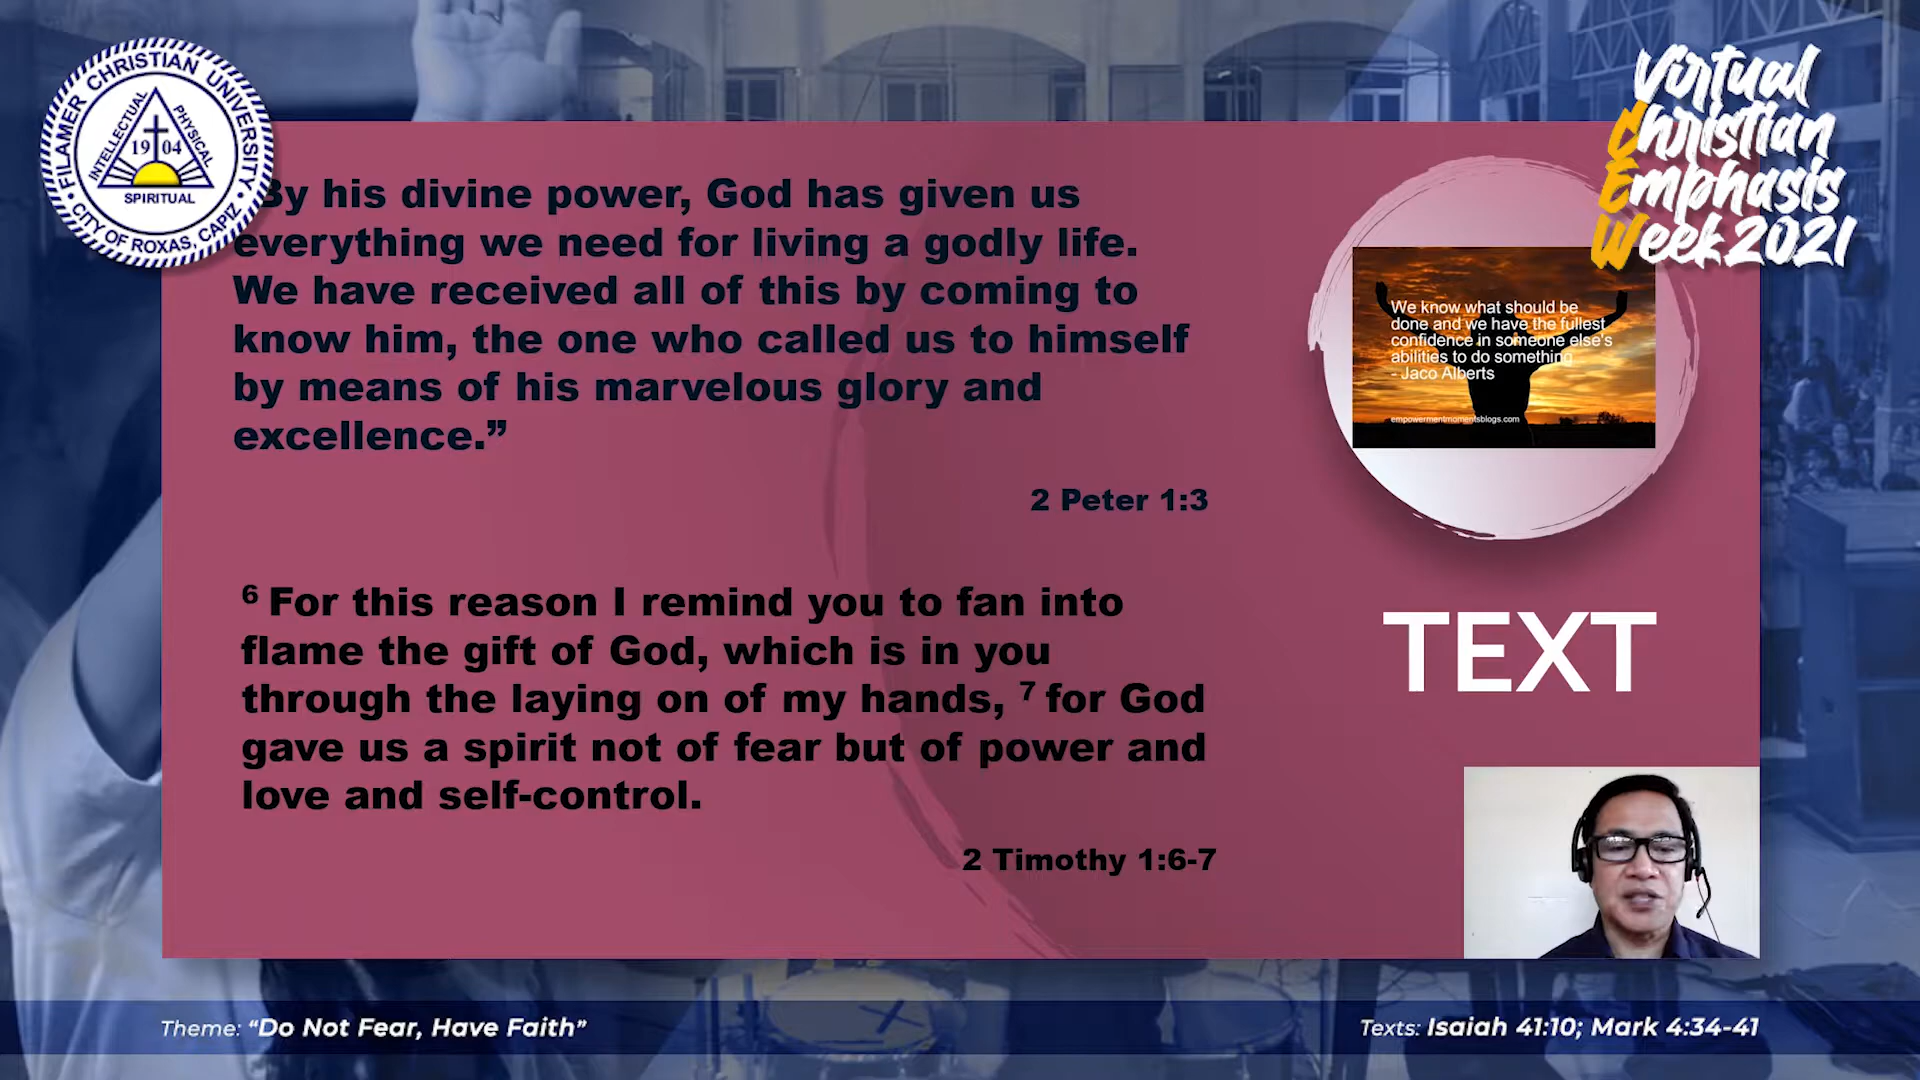 FILAMER CHRISTIAN UNIVERSITY
INTELLECTUAL
PHYSICAL
1904
SPIRITUAL
CITY OF ROXAS, CAPIZ
Virtual
Christian
Emphasis
Week 2021
By his divine power, God has given us
everything we need for living a godly life.
We have received all of this by coming to
know him, the one who called us to himself
by means of his marvelous glory and
excellence.”
2 Peter 1:3
6 For this reason I remind you to fan into
flame the gift of God, which is in you
through the laying on of my hands, 7 for God
gave us a spirit not of fear but of power and
love and self-control.
2 Timothy 1:6-7
We know what should be
done and we have the fullest
confidence in someone else's
abilities to do something
- Jaco Alberts
empowermentmomentsblogs.com
TEXT
Theme: “Do Not Fear, Have Faith”
Texts: Isaiah 41:10; Mark 4:34-41